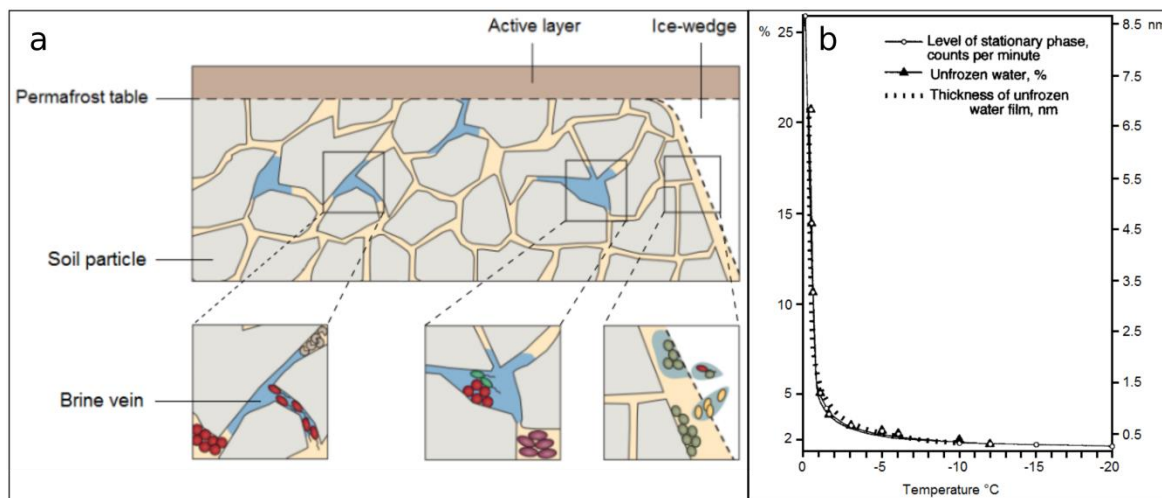 a
Active layer
Ice-wedge
Permafrost table
Soil particle
Brine vein
b
%
25
20
15
10
5
2
Level of stationary phase,
counts per minute
Unfrozen water, %
Thickness of unfrozen
water film, nm
8.5 nm
7.5
6.5
5.5
4.5
3.5
2.5
1.5
0.5
0
-5
-10
-15
-20
Temperature °C